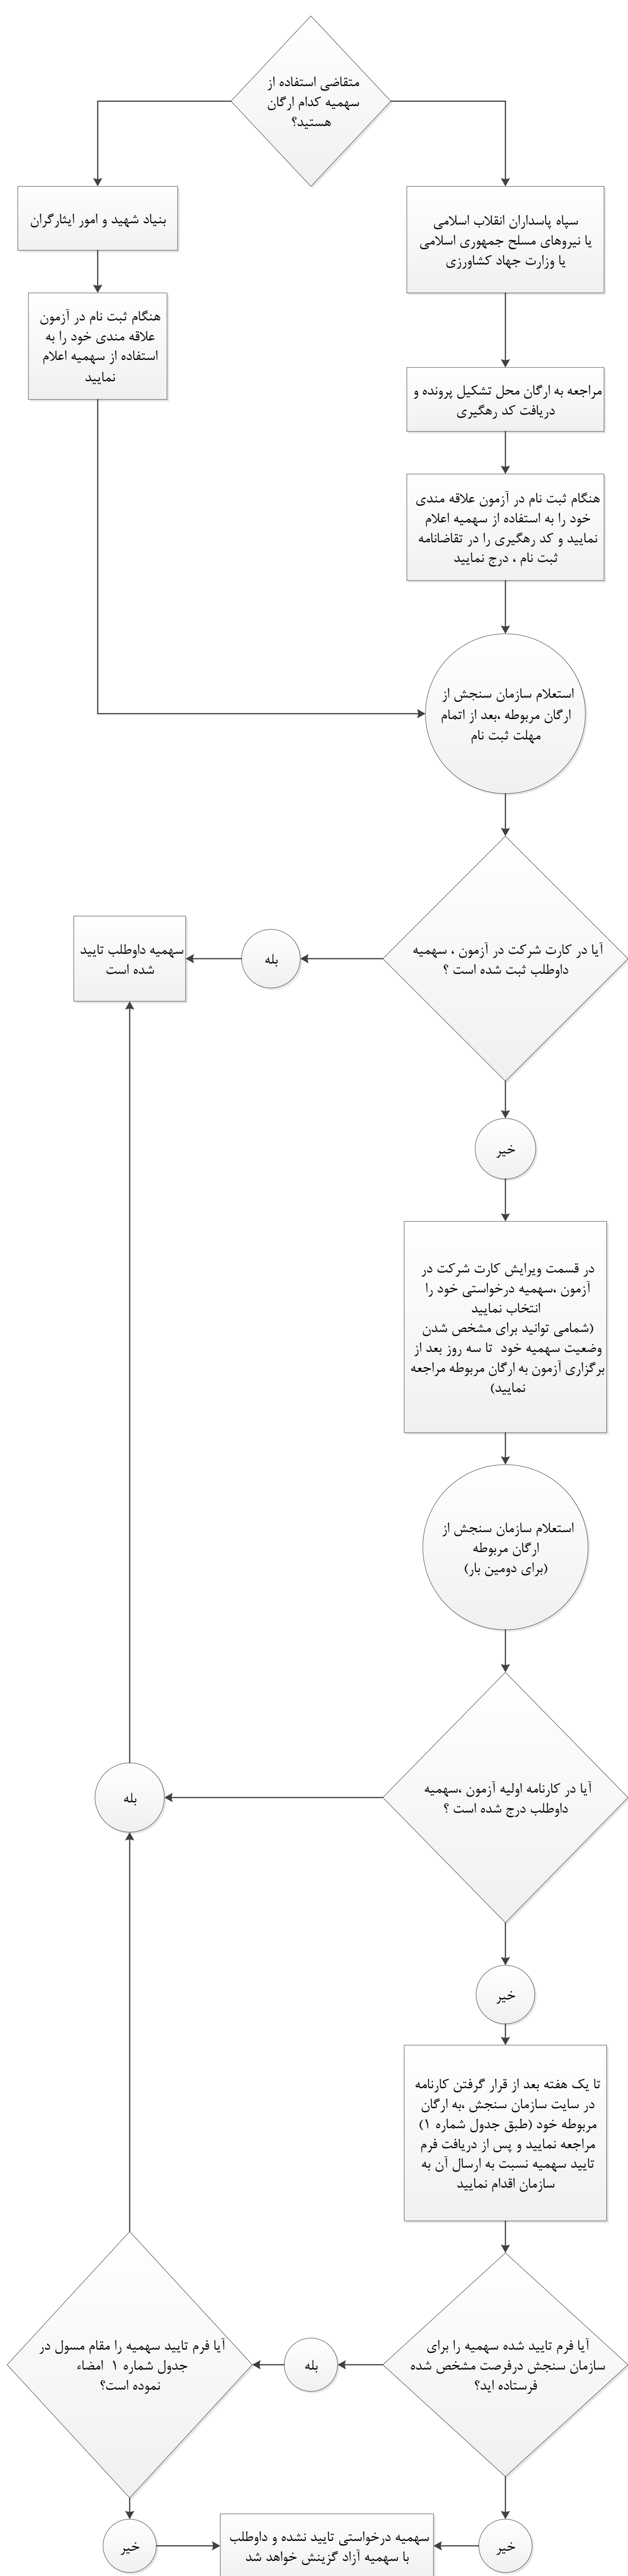 متقاضی استفاده از
سهمیه کدام ارگان
هستید؟
سپاه پاسداران انقلاب اسلامی
یا نیروهای مسلح جمهوری اسلامی
یا وزارت جهاد کشاورزی
بنیاد شهید و امور ایثارگران
هنگام ثبت نام در آزمون
علاقه مندی خود را به
استفاده از سهمیه اعلام
نمایید
مراجعه به ارگان محل تشکیل پرونده و
دریافت کد رهگیری
هنگام ثبت نام در آزمون علاقه مندی
خود را به استفاده از سهمیه اعلام
نمایید و کد رهگیری را در تقاضانامه
ثبت نام ، درج نمایید
استعلام سازمان سنجش از
ارگان مربوطه ،بعد از اتمام
مهلت ثبت نام
آیا در کارت شرکت در آزمون ، سهمیه
داوطلب ثبت شده است ؟
بله
سهمیه داوطلب تایید
شده است
خیر
در قسمت ویرایش کارت شرکت در
آزمون ،سهمیه درخواستی خود را
انتخاب نمایید
(شمامی توانید برای مشخص شدن
وضعیت سهمیه خود تا سه روز بعد از
برگزاری آزمون به ارگان مربوطه مراجعه
نمایید)
استعلام سازمان سنجش از
ارگان مربوطه
(برای دومین بار)
آیا در کارنامه اولیه آزمون ،سهمیه
داوطلب درج شده است ؟
بله
خیر
تا یک هفته بعد از قرار گرفتن کارنامه
در سایت سازمان سنجش ،به ارگان
مربوطه خود (طبق جدول شماره ۱)
مراجعه نمایید و پس از دریافت فرم
تایید سهمیه نسبت به ارسال آن به
سازمان اقدام نمایید
آیا فرم تایید شده سهمیه را برای
سازمان سنجش درفرصت مشخص شده
فرستاده اید؟
بله
آیا فرم تایید سهمیه را مقام مسول در
جدول شماره ۱ امضاء
نموده است؟
خیر
سهمیه درخواستی تایید نشده و داوطلب
با سهمیه آزاد گزینش خواهد شد
خیر